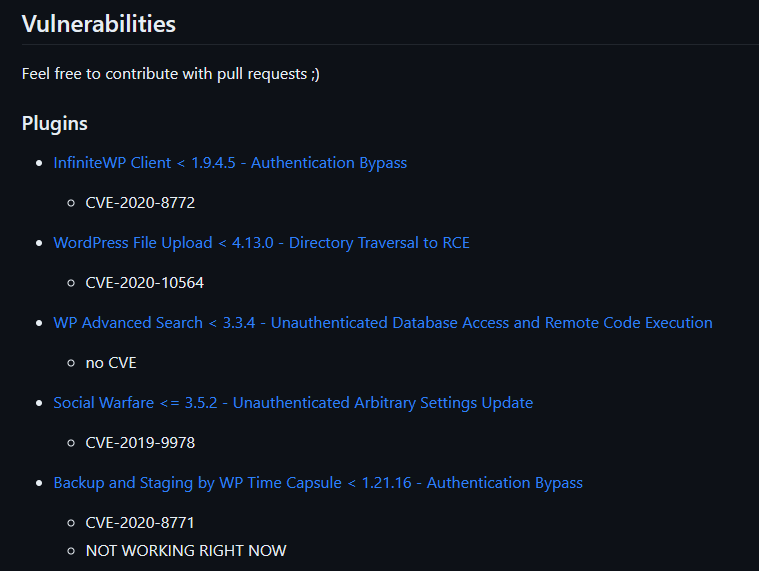 Vulnerabilities
Feel free to contribute with pull requests ;)
Plugins
InfiniteWP Client < 1.9.4.5 - Authentication Bypass
CVE-2020-8772
WordPress File Upload < 4.13.0 - Directory Traversal to RCE
CVE-2020-10564
WP Advanced Search < 3.3.4 - Unauthenticated Database Access and Remote Code Execution
no CVE
Social Warfare <= 3.5.2 - Unauthenticated Arbitrary Settings Update
CVE-2019-9978
Backup and Staging by WP Time Capsule < 1.21.16 - Authentication Bypass
CVE-2020-8771
NOT WORKING RIGHT NOW